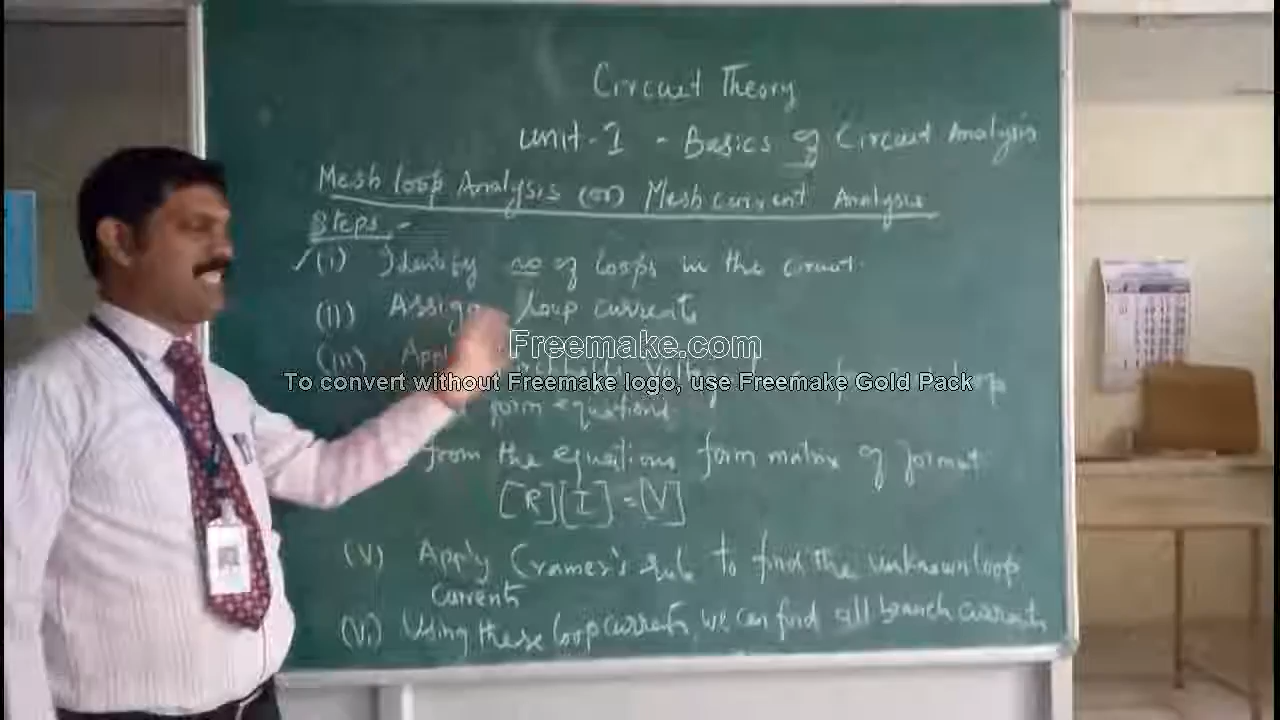 Circuit Theory
Unit-I - Basics of Circuit Analysis
Mesh loop Analysis (or) Mesh current Analysis
Steps:-
(i) Identify no of loops in the circuit.
(ii) Assign loop currents
(iii) Apply
Freemake.com
To convert without Freemake logo, use Freemake Gold Pack
form equations.
from the equations form matrix of format
[R][I] = [V]
(V) Apply Cramer's rule to find the unknown loop
currents
(Vi) Using these loop currents, we can find all branch currents